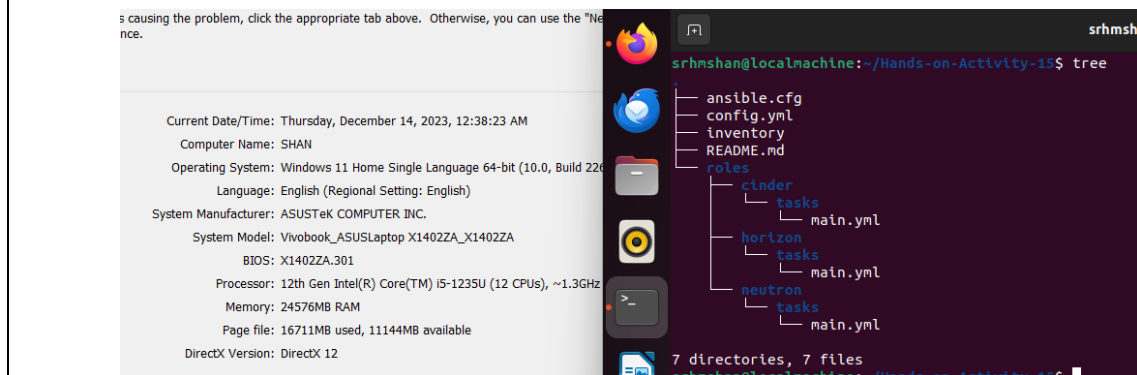 s causing the problem, click the appropriate tab above. Otherwise, you can use the "Ne
nce.
Current Date/Time: Thursday, December 14, 2023, 12:38:23 AM
Computer Name: SHAN
Operating System: Windows 11 Home Single Language 64-bit (10.0, Build 226
Language: English (Regional Setting: English)
System Manufacturer: ASUSTeK COMPUTER INC.
System Model: Vivobook_ASUSLaptop X1402ZA_X1402ZA
BIOS: X1402ZA.301
Processor: 12th Gen Intel(R) Core(TM) i5-1235U (12 CPUs), ~1.3GHz
Memory: 24576MB RAM
Page file: 16711MB used, 11144MB available
DirectX Version: DirectX 12
srhmsh
srhmshan@localmachine:~/Hands-on-Activity-15$ tree
.
├── ansible.cfg
├── config.yml
├── inventory
├── README.md
└── roles
    ├── cinder
    │   └── tasks
    │       └── main.yml
    ├── horizon
    │   └── tasks
    │       └── main.yml
    └── neutron
        └── tasks
            └── main.yml
7 directories, 7 files
srhmshan@localmachine:~/Hands-on-Activity-15$